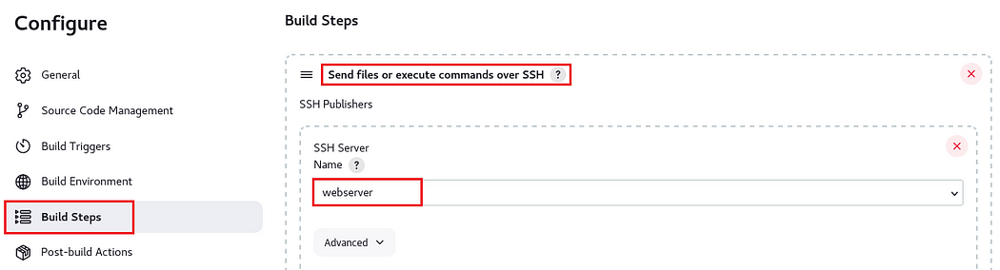 Configure
General
Source Code Management
Build Triggers
Build Environment
Build Steps
Post-build Actions
Build Steps
Send files or execute commands over SSH ?
SSH Publishers
SSH Server
Name ?
webserver
Advanced